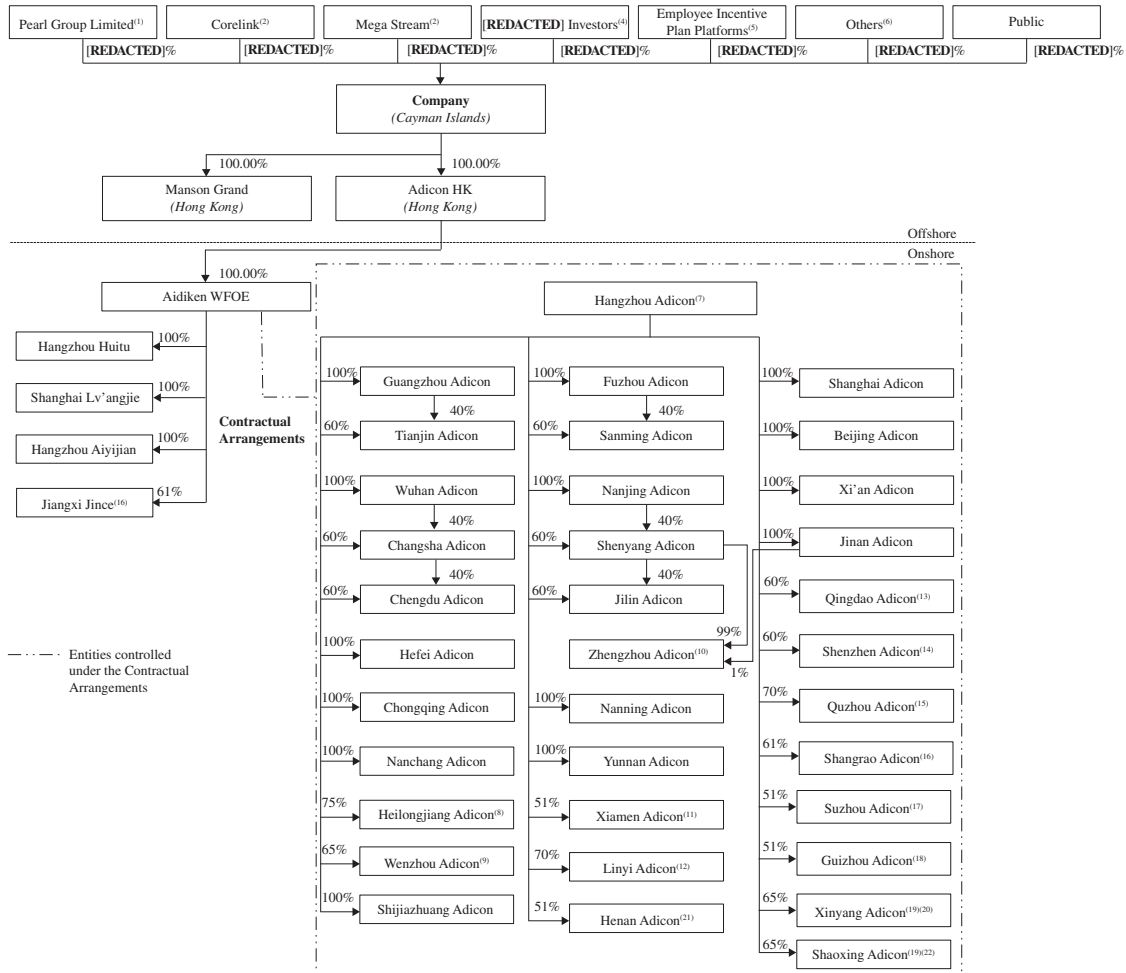 Pearl Group Limited(1)
Corelink(2)
Mega Stream(2)
[REDACTED] Investors(4)
Employee Incentive
Plan Platforms(5)
Others(6)
Public
[REDACTED]%
[REDACTED]%
[REDACTED]%
[REDACTED]%
[REDACTED]%
[REDACTED]%
[REDACTED]%
Company
(Cayman Islands)
100.00%
100.00%
Manson Grand
(Hong Kong)
Adicon HK
(Hong Kong)
Offshore
Onshore
100.00%
Aidiken WFOE
100%
Hangzhou Huitu
100%
Shanghai Lv’angjie
100%
Hangzhou Aiyijian
61%
Jiangxi Jince(16)
Contractual
Arrangements
Entities controlled
under the Contractual
Arrangements
Hangzhou Adicon(7)
100%
Guangzhou Adicon
40%
60%
Tianjin Adicon
100%
Wuhan Adicon
40%
60%
Changsha Adicon
40%
60%
Chengdu Adicon
100%
Hefei Adicon
100%
Chongqing Adicon
100%
Nanchang Adicon
75%
Heilongjiang Adicon(8)
65%
Wenzhou Adicon(9)
100%
Shijiazhuang Adicon
100%
Fuzhou Adicon
40%
60%
Sanming Adicon
100%
Nanjing Adicon
40%
60%
Shenyang Adicon
40%
60%
Jilin Adicon
99%
Zhengzhou Adicon(10)
1%
100%
Nanning Adicon
100%
Yunnan Adicon
51%
Xiamen Adicon(11)
70%
Linyi Adicon(12)
51%
Henan Adicon(21)
100%
Shanghai Adicon
100%
Beijing Adicon
100%
Xi’an Adicon
100%
Jinan Adicon
60%
Qingdao Adicon(13)
60%
Shenzhen Adicon(14)
70%
Quzhou Adicon(15)
61%
Shangrao Adicon(16)
51%
Suzhou Adicon(17)
51%
Guizhou Adicon(18)
65%
Xinyang Adicon(19)(20)
65%
Shaoxing Adicon(19)(22)